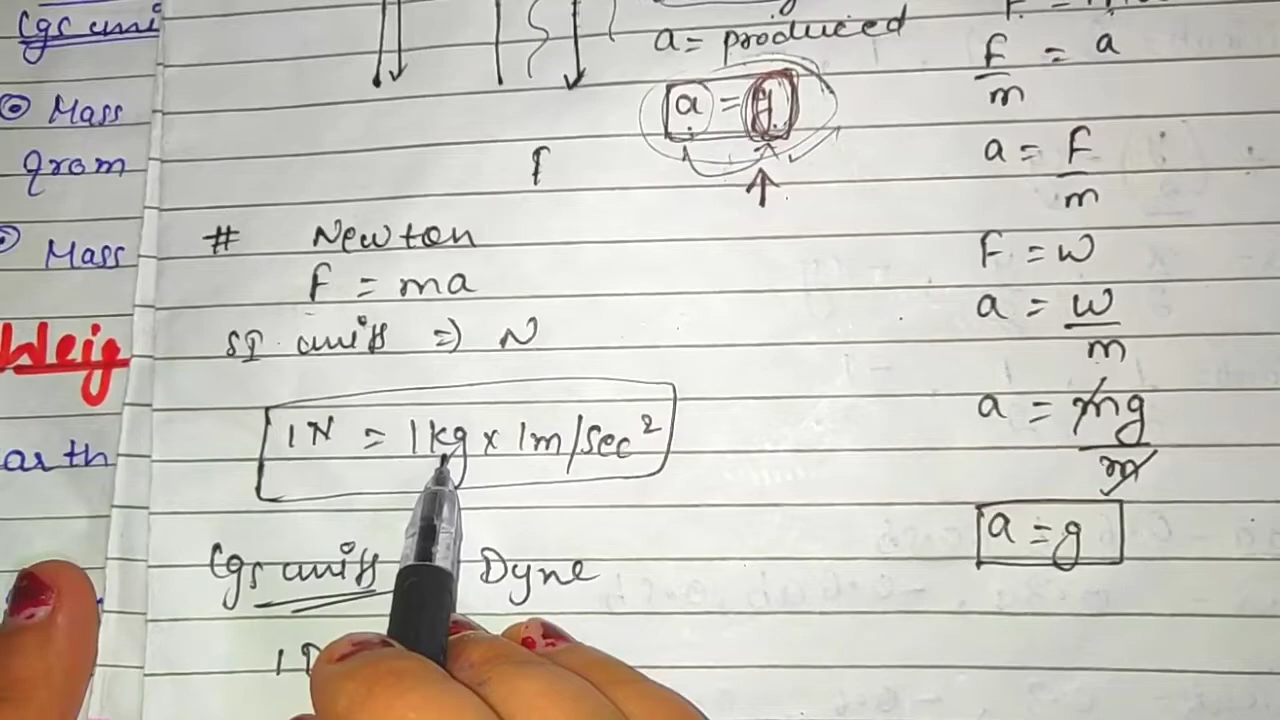 Cgs uni
Mass
gram
Mass
Weig
arth
a = produced
a = g
# Newton
F = ma
SI units => N
1N = 1kg x 1m/sec²
Cgs units Dyne
1D
F/m = a
a = F/m
F = w
a = w/m
a = mg/m
a = g